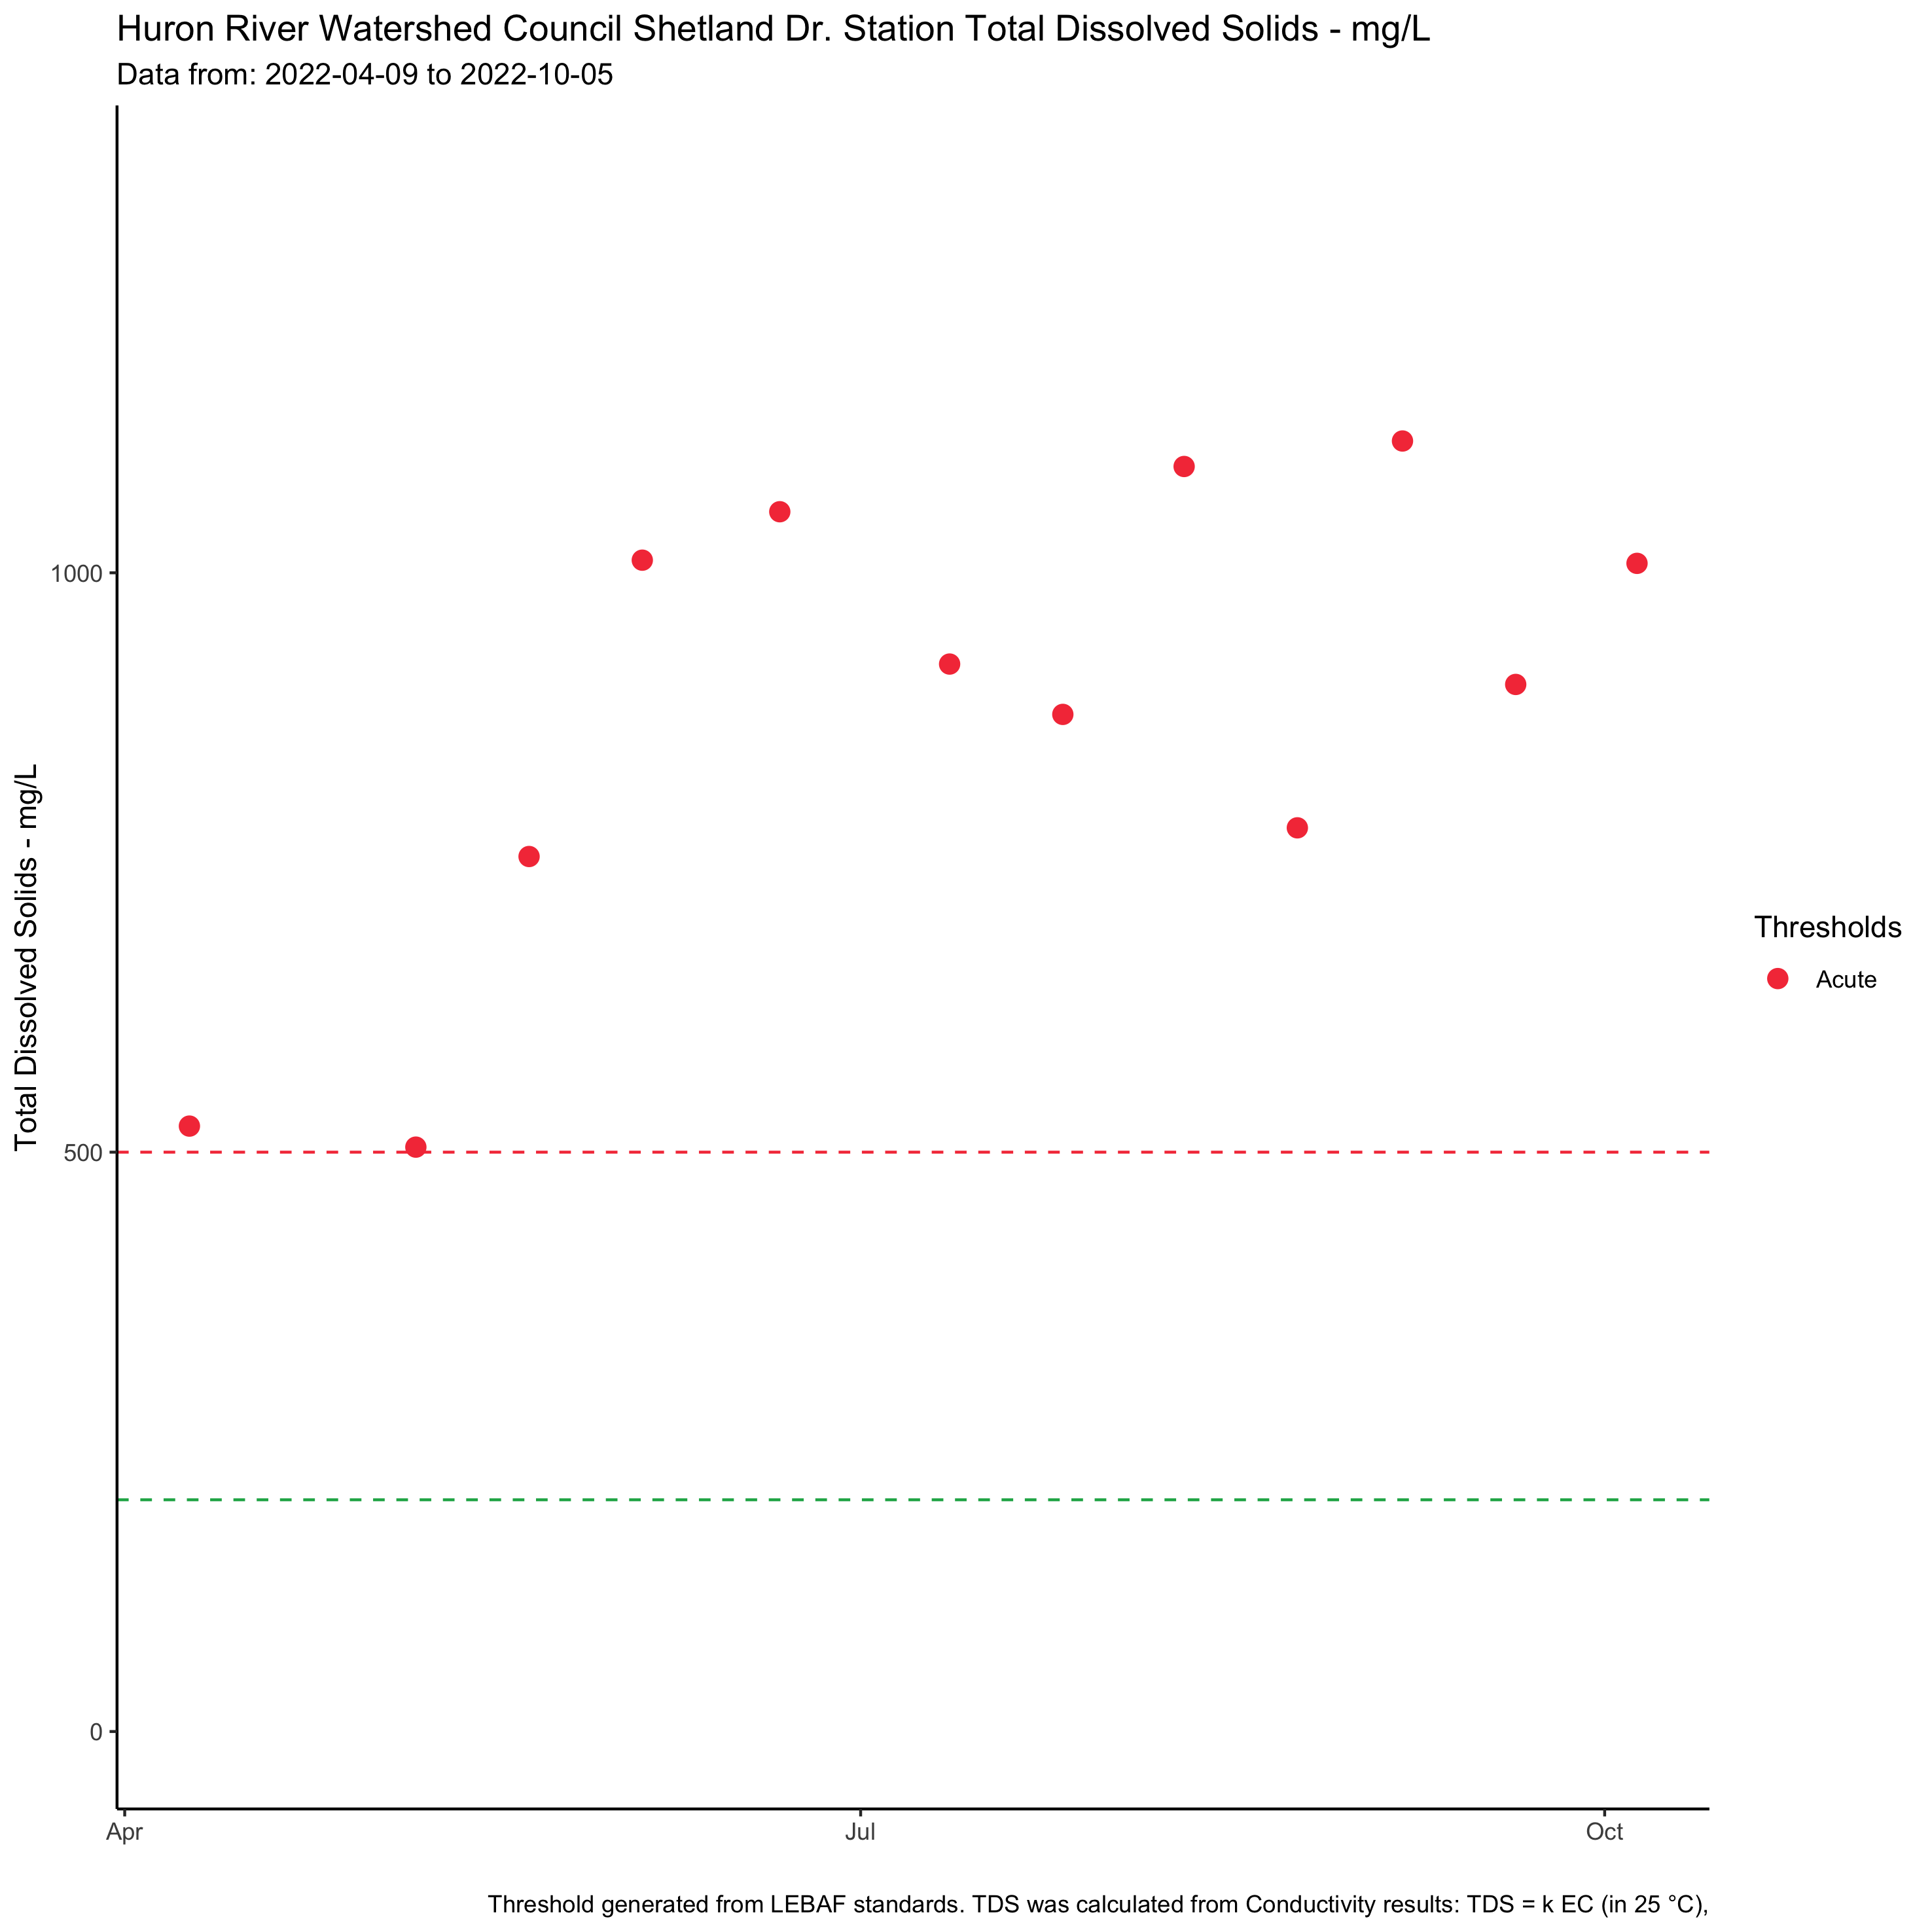 Huron River Watershed Council Shetland Dr. Station Total Dissolved Solids - mg/L
Data from: 2022-04-09 to 2022-10-05
Total Dissolved Solids - mg/L
1000
500
0
Apr
Jul
Oct
Thresholds
Acute
Threshold generated from LEBAF standards. TDS was calculated from Conductivity results: TDS = k EC (in 25 °C),